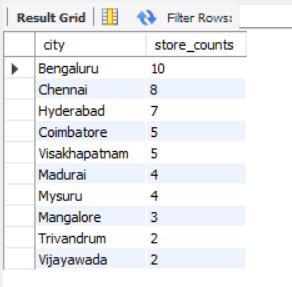 Result Grid Filter Rows:
city store_counts
Bengaluru 10
Chennai 8
Hyderabad 7
Coimbatore 5
Visakhapatnam 5
Madurai 4
Mysuru 4
Mangalore 3
Trivandrum 2
Vijayawada 2